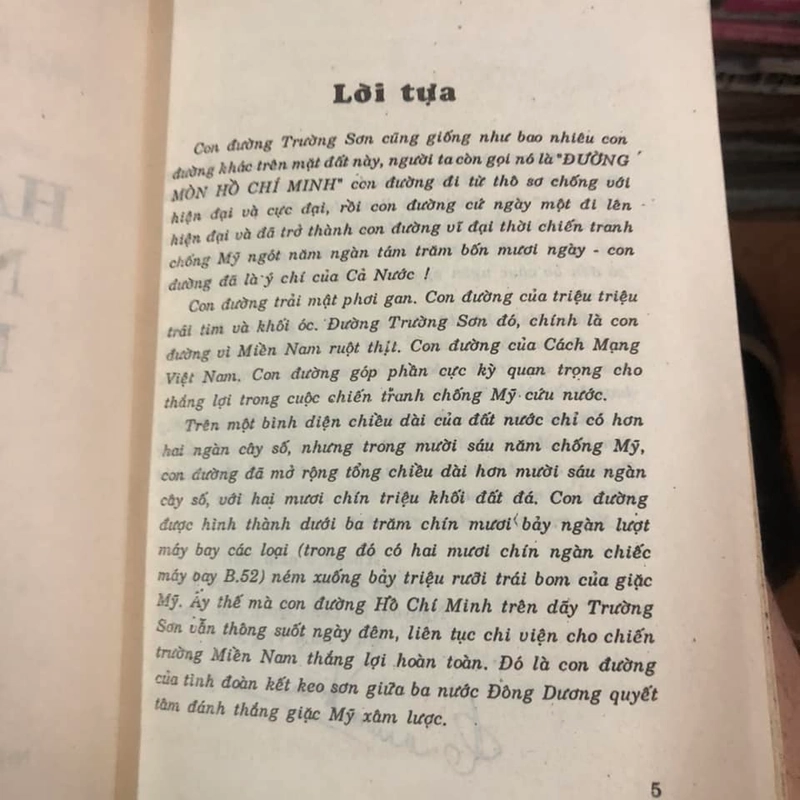 Lời tựa
Con đường Trường Sơn cũng giống như bao nhiêu con
đường khác trên mặt đất này, người ta còn gọi nó là "ĐƯỜNG
MÒN HỒ CHÍ MINH" con đường đi từ thô sơ chống với
hiện đại và cực đại, rồi con đường cứ ngày một đi lên
hiện đại và đã trở thành con đường vĩ đại thời chiến tranh
chống Mỹ ngót năm ngàn tám trăm bốn mươi ngày - con
đường đã là ý chí của Cả Nước !
Con đường trải mật phơi gan. Con đường của triệu triệu
trái tim và khối óc. Đường Trường Sơn đó, chính là con
đường vì Miền Nam ruột thịt. Con đường của Cách Mạng
Việt Nam. Con đường góp phần cực kỳ quan trọng cho
thắng lợi trong cuộc chiến tranh chống Mỹ cứu nước.
Trên một bình diện chiều dài của đất nước chỉ có hơn
hai ngàn cây số, nhưng trong mười sáu năm chống Mỹ,
con đường đã mở rộng tổng chiều dài hơn mười sáu ngàn
cây số, với hai mươi chín triệu khối đất đá. Con đường
được hình thành dưới ba trăm chín mươi bảy ngàn lượt
máy bay các loại (trong đó có hai mươi chín ngàn chiếc
máy bay B.52) ném xuống bảy triệu rưỡi trái bom của giặc
Mỹ. Ấy thế mà con đường Hồ Chí Minh trên dãy Trường
Sơn vẫn thông suốt ngày đêm, liên tục chi viện cho chiến
trường Miền Nam thắng lợi hoàn toàn. Đó là con đường
của tình đoàn kết keo sơn giữa ba nước Đông Dương quyết
tâm đánh thắng giặc Mỹ xâm lược.
5